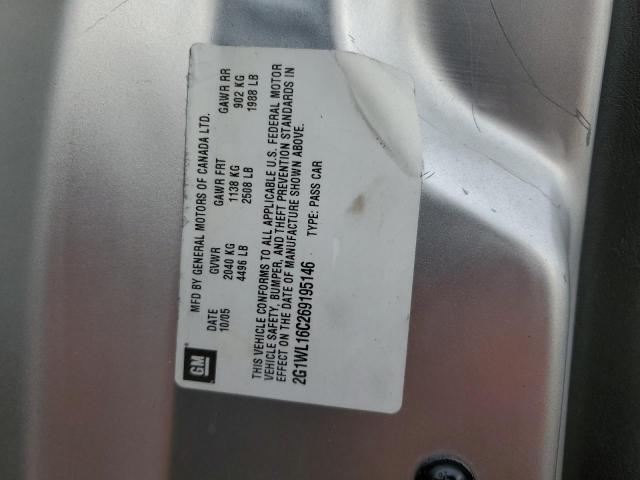 GM
MFD BY GENERAL MOTORS OF CANADA LTD.
DATE GVWR GAWR FRT GAWR RR
10/05 2040 KG 1138 KG 902 KG
4496 LB 2508 LB 1988 LB
THIS VEHICLE CONFORMS TO ALL APPLICABLE U.S. FEDERAL MOTOR
VEHICLE SAFETY, BUMPER, AND THEFT PREVENTION STANDARDS IN
EFFECT ON THE DATE OF MANUFACTURE SHOWN ABOVE.
2G1WL16C269195146 TYPE: PASS CAR